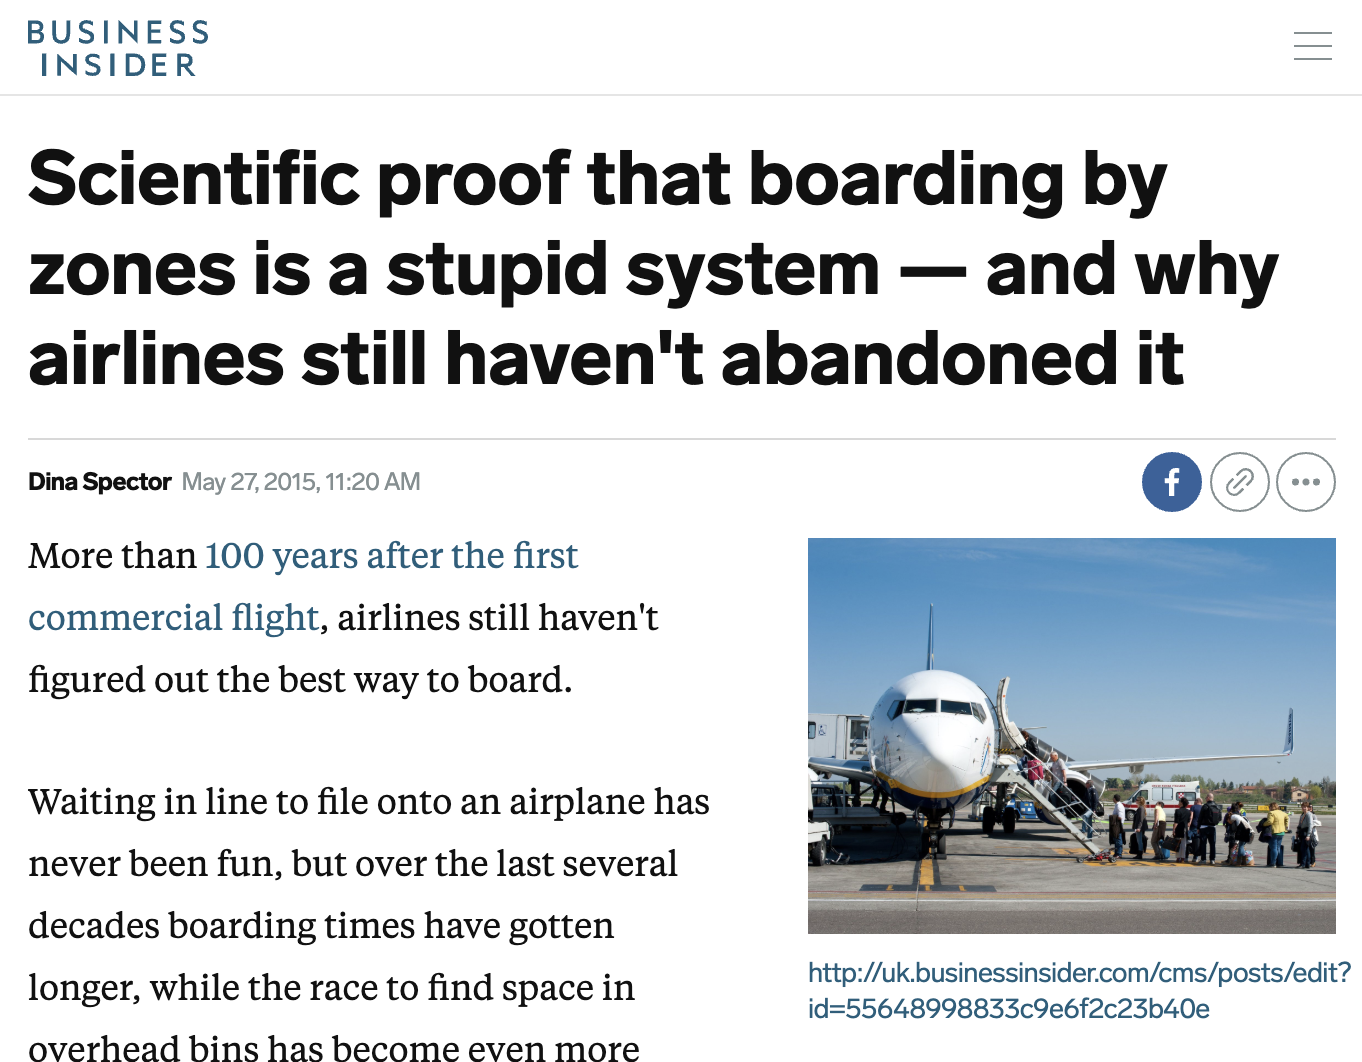 BUSINESS
INSIDER
Scientific proof that boarding by
zones is a stupid system — and why
airlines still haven't abandoned it
Dina Spector May 27, 2015, 11:20 AM
More than 100 years after the first
commercial flight, airlines still haven't
figured out the best way to board.
Waiting in line to file onto an airplane has
never been fun, but over the last several
decades boarding times have gotten
longer, while the race to find space in
overhead bins has become even more
http://uk.businessinsider.com/cms/posts/edit?
id=55648998833c9e6f2c23b40e